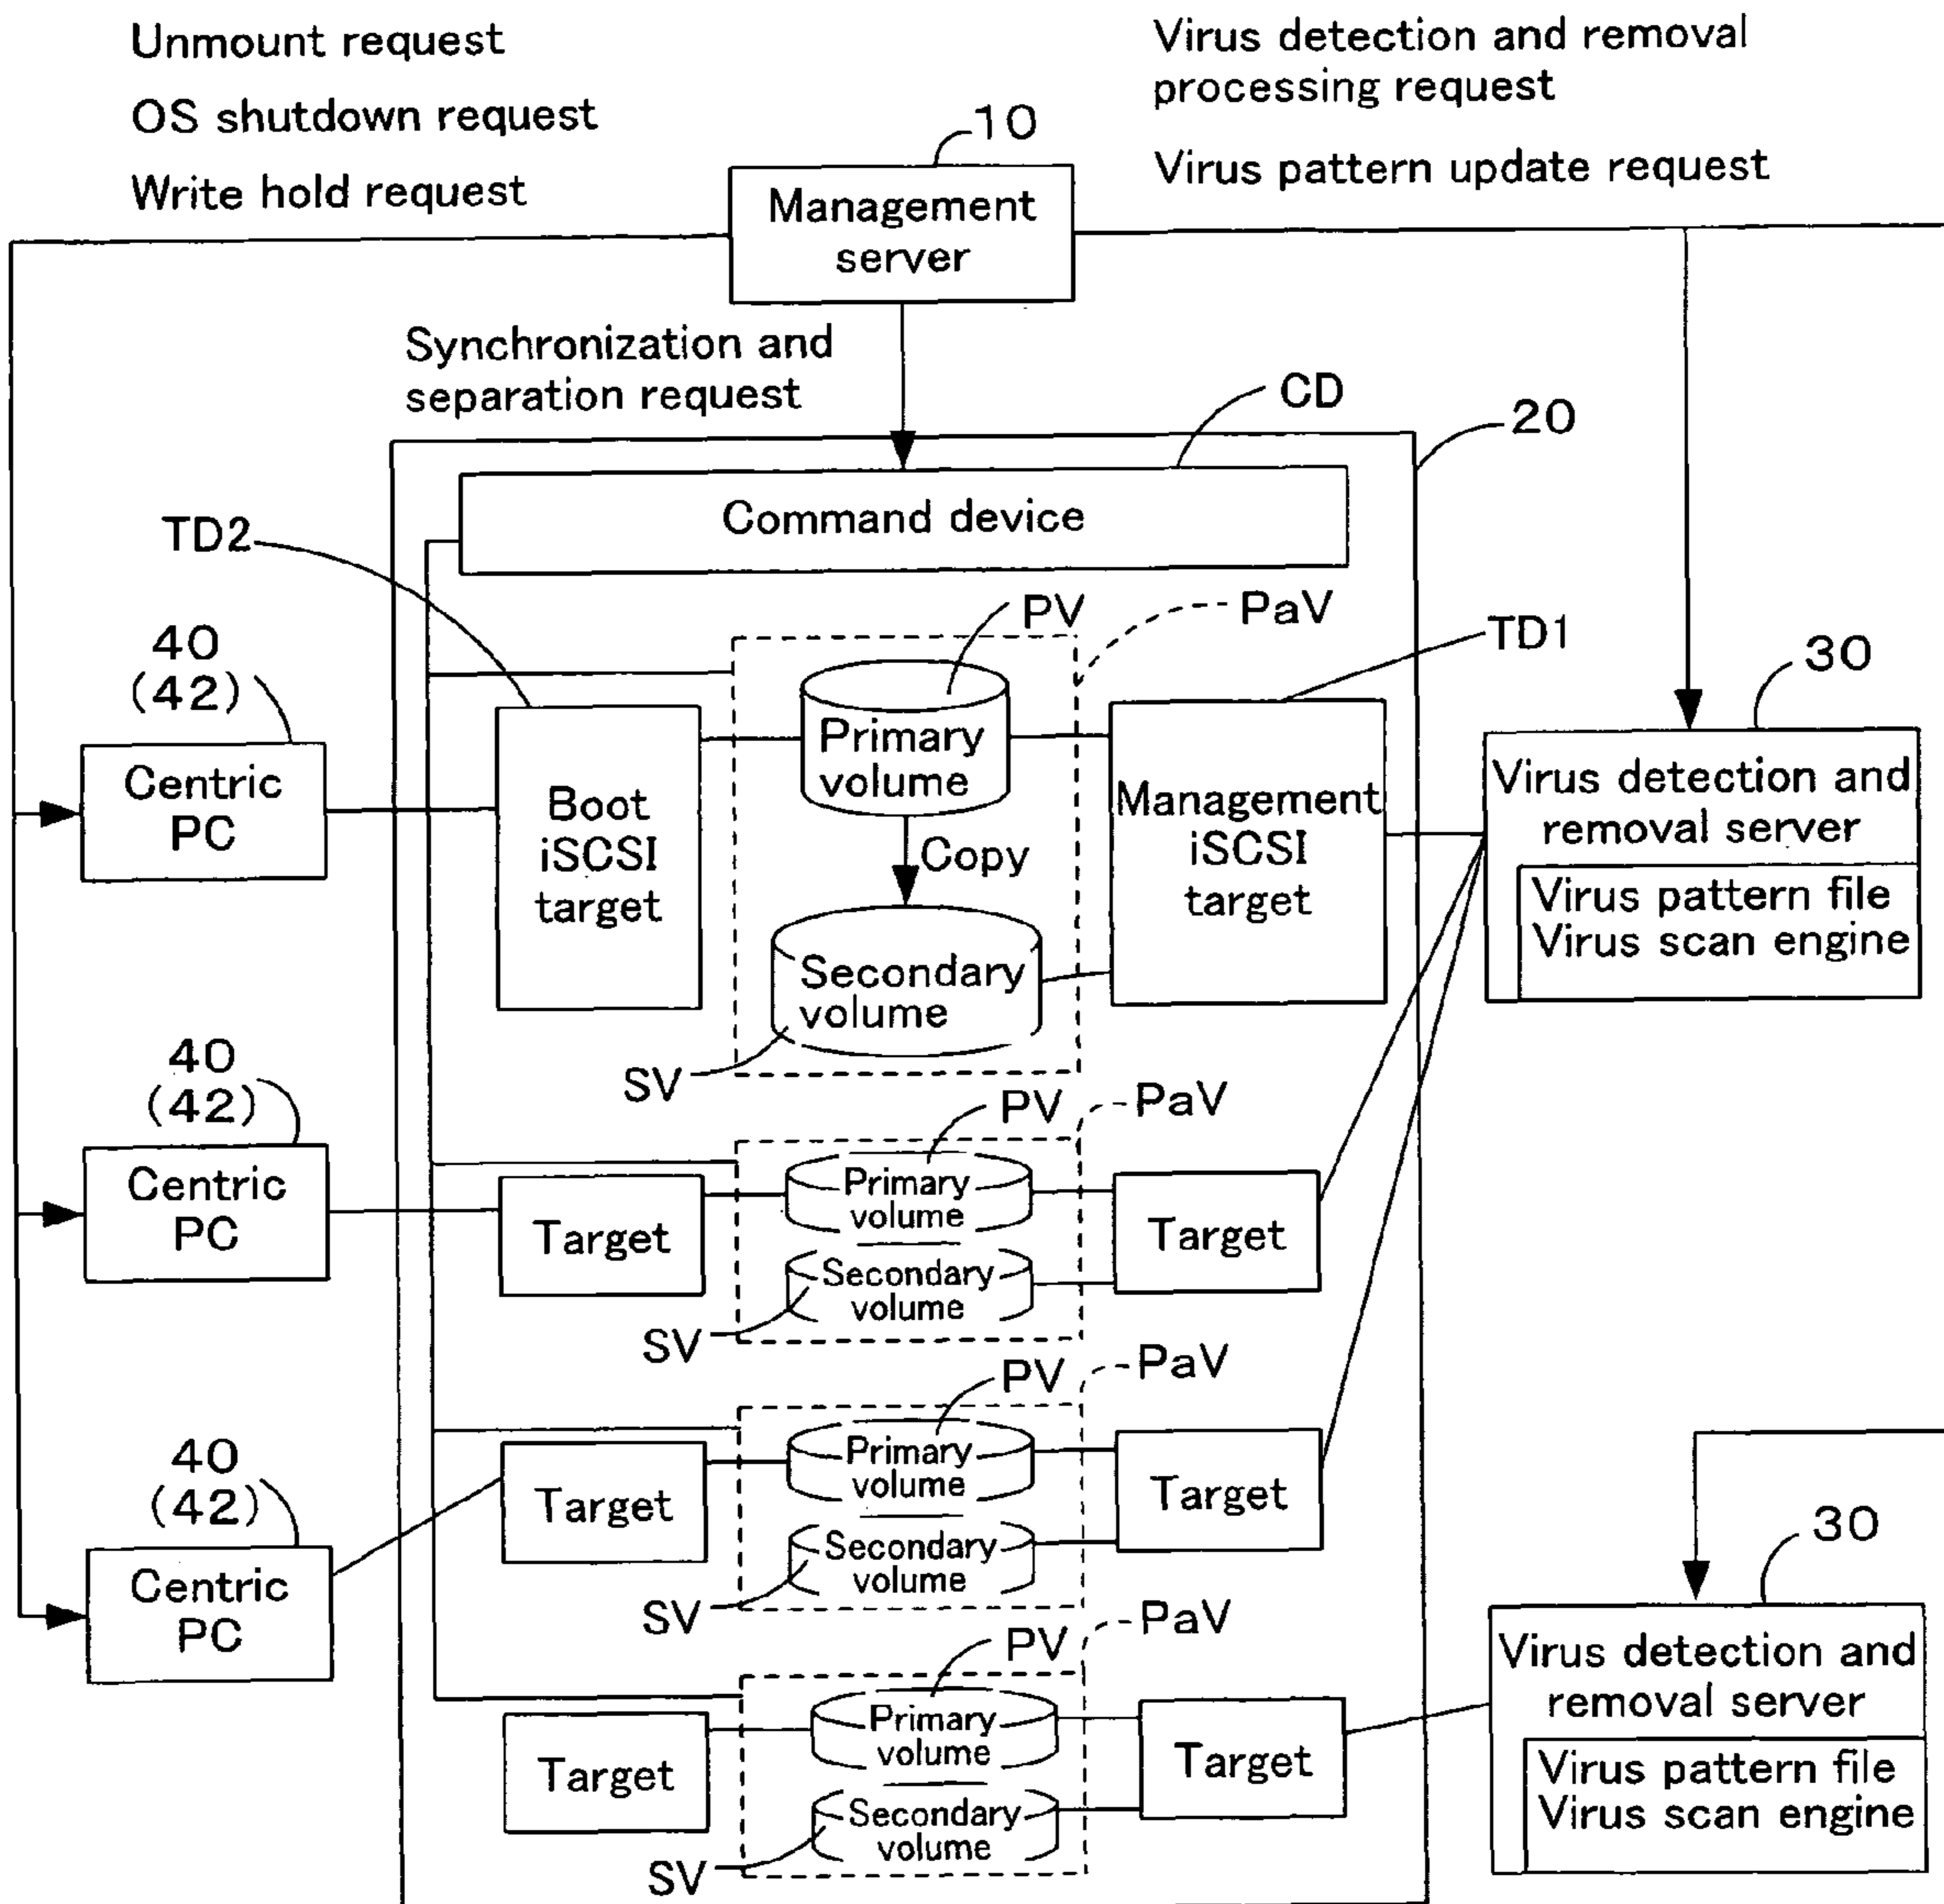 Unmount request
OS shutdown request
Write hold request
Virus detection and removal
processing request
Virus pattern update request
10
Management
server
Synchronization and
separation request
CD
20
Command device
TD2
PV
PaV
TD1
30
40
(42)
Centric
PC
Boot
iSCSI
target
Primary
volume
Copy
Secondary
volume
SV
Management
iSCSI
target
Virus detection and
removal server
Virus pattern file
Virus scan engine
40
(42)
Centric
PC
Target
PV
PaV
Primary
volume
Secondary
volume
SV
Target
40
(42)
Centric
PC
Target
PV
PaV
Primary
volume
Secondary
volume
SV
Target
30
Virus detection and
removal server
Virus pattern file
Virus scan engine
Target
PV
PaV
Primary
volume
Secondary
volume
SV
Target